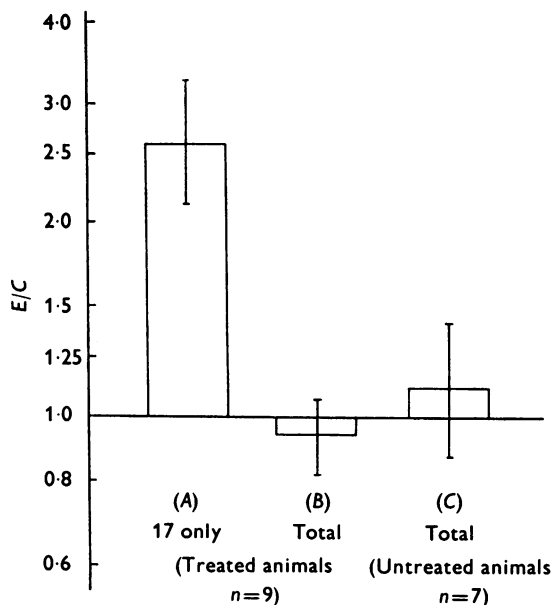 4·0
3·0
2·5
2·0
1·5
1·25
1·0
0·8
0·6
E/C
(A) (B) (C)
17 only Total Total
(Treated animals (Untreated animals
n=9) n=7)